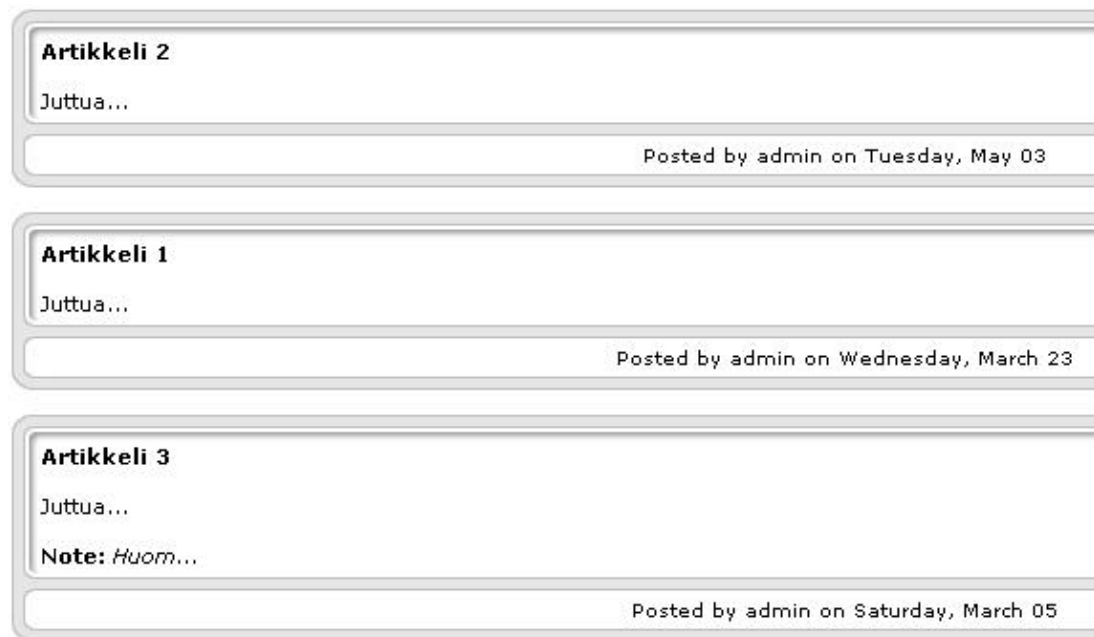 Artikkeli 2
Juttua...
Posted by admin on Tuesday, May 03
Artikkeli 1
Juttua...
Posted by admin on Wednesday, March 23
Artikkeli 3
Juttua...
Note: Huom...
Posted by admin on Saturday, March 05